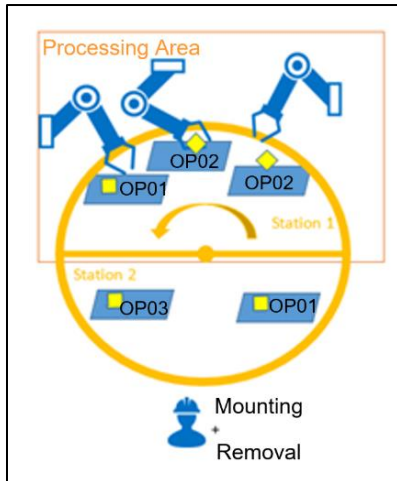 Processing Area
OP02
OP01
OP02
Station 1
Station 2
OP03
OP01
Mounting
+
Removal